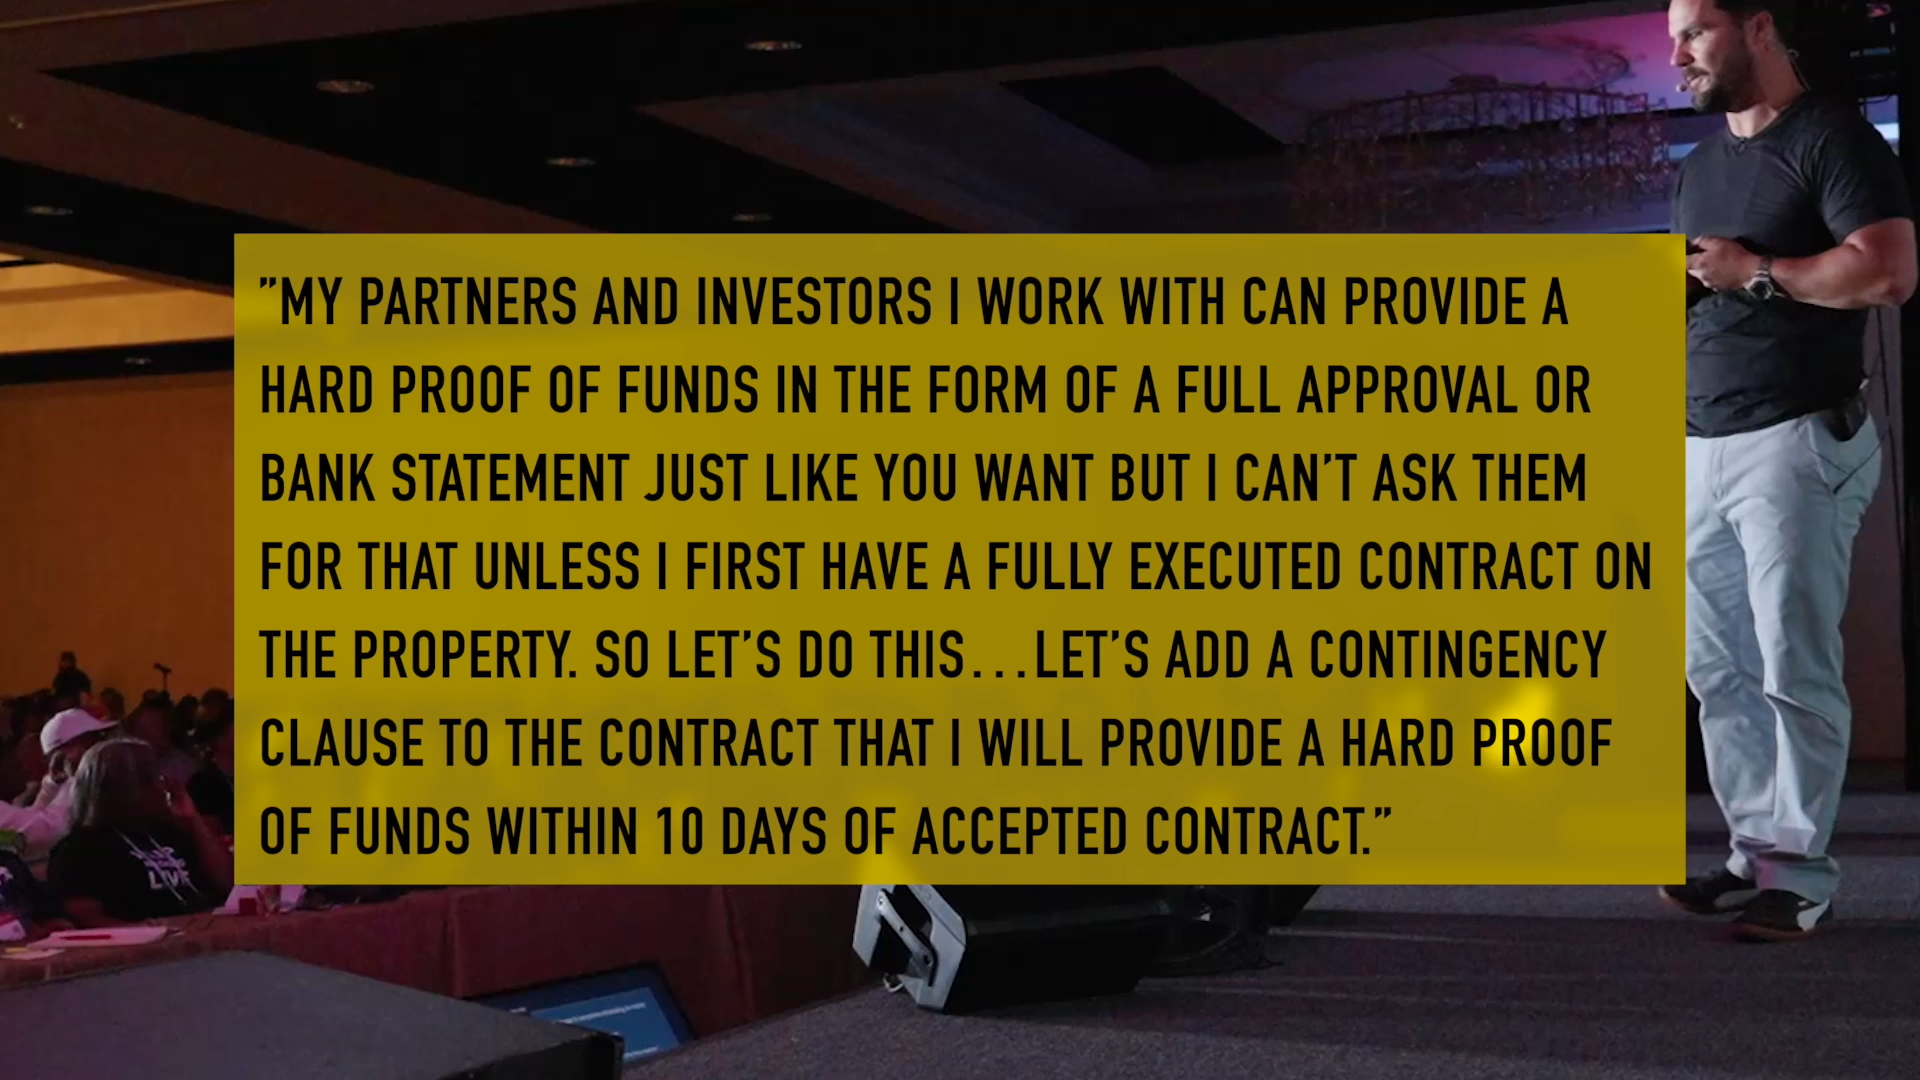 ”MY PARTNERS AND INVESTORS I WORK WITH CAN PROVIDE A
HARD PROOF OF FUNDS IN THE FORM OF A FULL APPROVAL OR
BANK STATEMENT JUST LIKE YOU WANT BUT I CAN’T ASK THEM
FOR THAT UNLESS I FIRST HAVE A FULLY EXECUTED CONTRACT ON
THE PROPERTY. SO LET’S DO THIS...LET’S ADD A CONTINGENCY
CLAUSE TO THE CONTRACT THAT I WILL PROVIDE A HARD PROOF
OF FUNDS WITHIN 10 DAYS OF ACCEPTED CONTRACT.”
LIVE